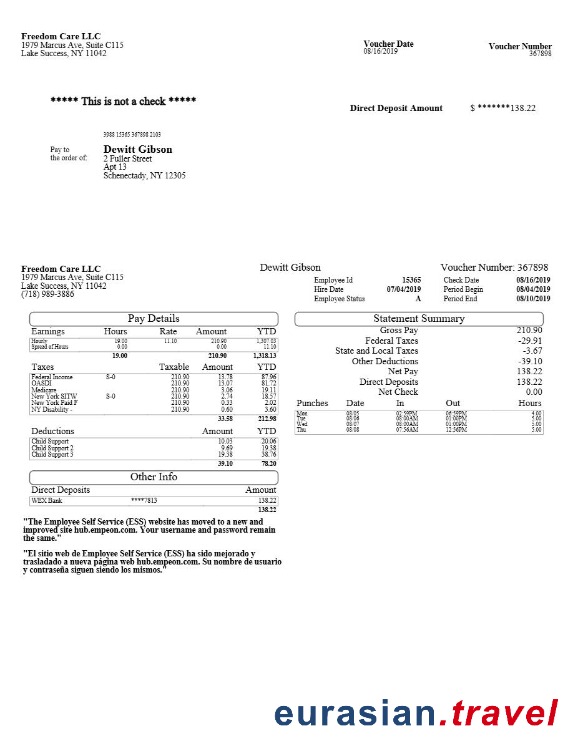 Freedom Care LLC
1979 Marcus Ave, Suite C115
Lake Success, NY 11042
Voucher Date
08/16/2019
Voucher Number
367898
***** This is not a check *****
Direct Deposit Amount $ *******138.22
3988 15365 367898 2103
Pay to
the order of:
Dewitt Gibson
2 Fuller Street
Apt 13
Schenectady, NY 12305
Freedom Care LLC
1979 Marcus Ave, Suite C115
Lake Success, NY 11042
(718) 989-3886
Dewitt Gibson Voucher Number: 367898
Employee Id 15365 Check Date 08/16/2019
Hire Date 07/04/2019 Period Begin 08/04/2019
Employee Status A Period End 08/10/2019
Pay Details
Earnings Hours Rate Amount YTD
Hourly 19.00 11.10 210.90 1,307.03
Spread of Hours 0.00 0.00 11.10
19.00 210.90 1,318.13
Taxes Taxable Amount YTD
Federal Income S-0 210.90 13.78 87.96
OASDI 210.90 13.07 81.72
Medicare 210.90 3.06 19.11
New York SITW S-0 210.90 2.74 18.57
New York Paid F 210.90 0.33 2.02
NY Disability - 210.90 0.60 3.60
33.58 212.98
Deductions Amount YTD
Child Support 10.03 20.06
Child Support 2 9.69 19.38
Child Support 3 19.38 38.76
39.10 78.20
Other Info
Direct Deposits Amount
WEX Bank ****7813 138.22
138.22
"The Employee Self Service (ESS) website has moved to a new and
improved site hub.empeon.com. Your username and password remain
the same."
"El sitio web de Employee Self Service (ESS) ha sido mejorado y
trasladado a nueva página web hub.empeon.com. Su nombre de usuario
y contraseña siguen siendo los mismos."
Statement Summary
Gross Pay 210.90
Federal Taxes -29.91
State and Local Taxes -3.67
Other Deductions -39.10
Net Pay 138.22
Direct Deposits 138.22
Net Check 0.00
Punches Date In Out Hours
Mon 08/05 02:59PM 06:59PM 4.00
Tue 08/06 08:00AM 01:00PM 5.00
Wed 08/07 08:00AM 01:00PM 5.00
Thu 08/08 07:56AM 12:56PM 5.00
eurasian.travel